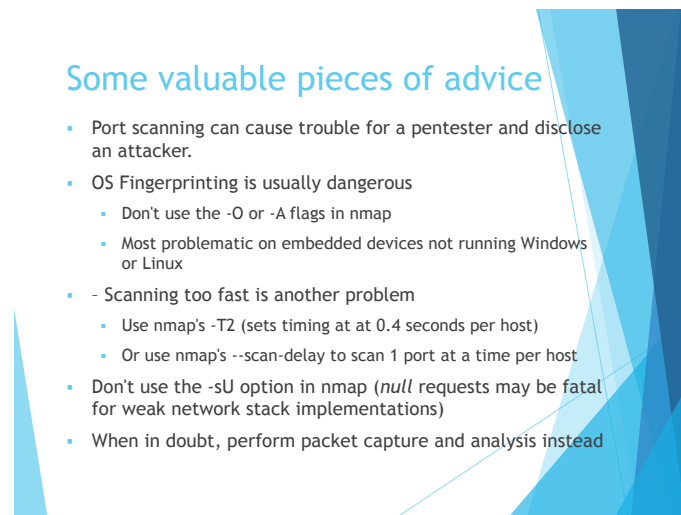 Some valuable pieces of advice
▪ Port scanning can cause trouble for a pentester and disclose
an attacker.
▪ OS Fingerprinting is usually dangerous
▪ Don't use the -O or -A flags in nmap
▪ Most problematic on embedded devices not running Windows
or Linux
▪ – Scanning too fast is another problem
▪ Use nmap's -T2 (sets timing at at 0.4 seconds per host)
▪ Or use nmap's --scan-delay to scan 1 port at a time per host
▪ Don't use the -sU option in nmap (null requests may be fatal
for weak network stack implementations)
▪ When in doubt, perform packet capture and analysis instead